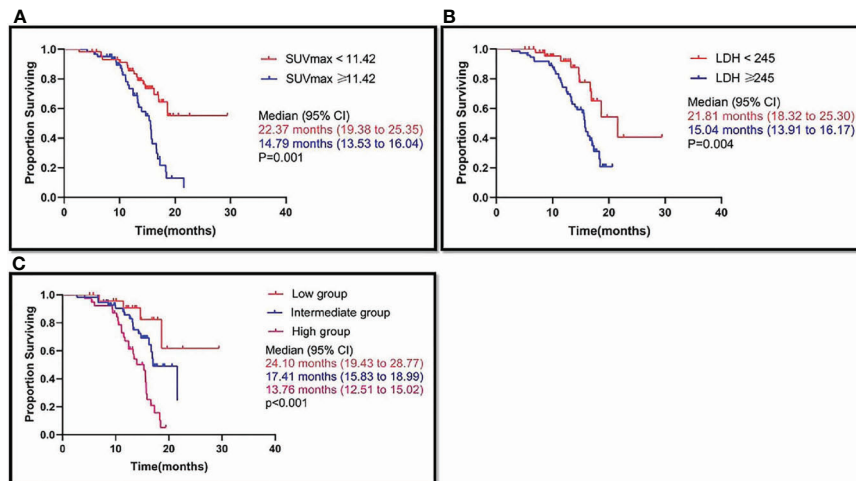 A
SUVmax < 11.42
SUVmax ≥11.42
Median (95% CI)
22.37 months (19.38 to 25.35)
14.79 months (13.53 to 16.04)
P=0.001
Proportion Surviving
1.0
0.8
0.6
0.4
0.2
0.0
0 10 20 30 40
Time(months)
B
LDH < 245
LDH ≥245
Median (95% CI)
21.81 months (18.32 to 25.30)
15.04 months (13.91 to 16.17)
P=0.004
Proportion Surviving
1.0
0.8
0.6
0.4
0.2
0.0
0 10 20 30 40
Time(months)
C
Low group
Intermediate group
High group
Median (95% CI)
24.10 months (19.43 to 28.77)
17.41 months (15.83 to 18.99)
13.76 months (12.51 to 15.02)
p<0.001
Proportion Surviving
1.0
0.8
0.6
0.4
0.2
0.0
0 10 20 30 40
Time(months)